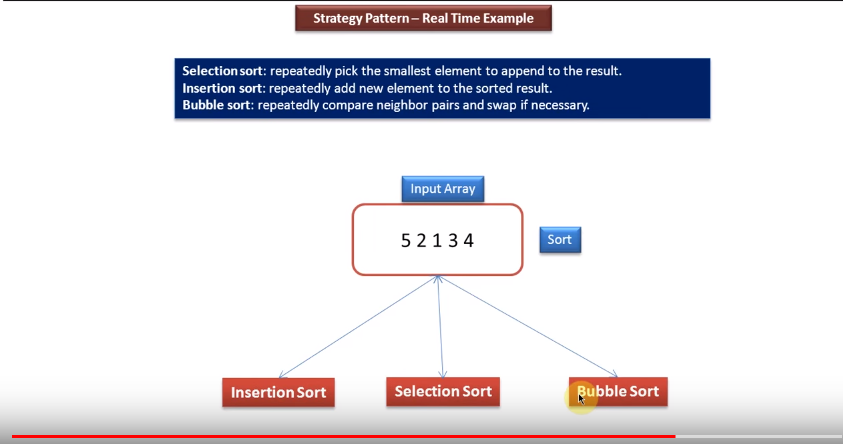 Strategy Pattern – Real Time Example
Selection sort: repeatedly pick the smallest element to append to the result.
Insertion sort: repeatedly add new element to the sorted result.
Bubble sort: repeatedly compare neighbor pairs and swap if necessary.
Input Array
5 2 1 3 4
Sort
Insertion Sort
Selection Sort
Bubble Sort